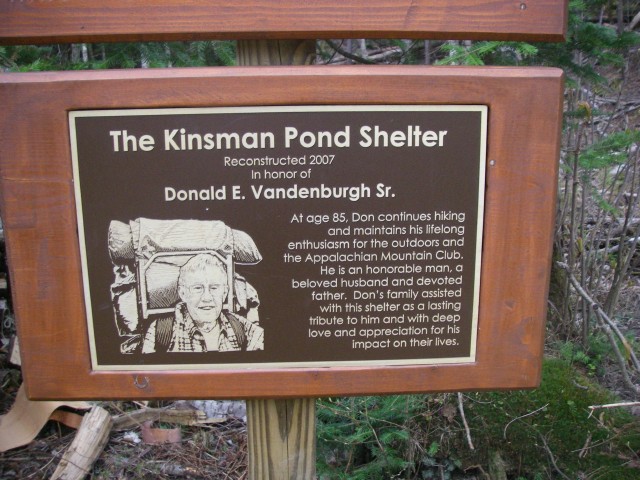 The Kinsman Pond Shelter
Reconstructed 2007
In honor of
Donald E. Vandenburgh Sr.
At age 85, Don continues hiking
and maintains his lifelong
enthusiasm for the outdoors and
the Appalachian Mountain Club.
He is an honorable man, a
beloved husband and devoted
father. Don's family assisted
with this shelter as a lasting
tribute to him and with deep
love and appreciation for his
impact on their lives.